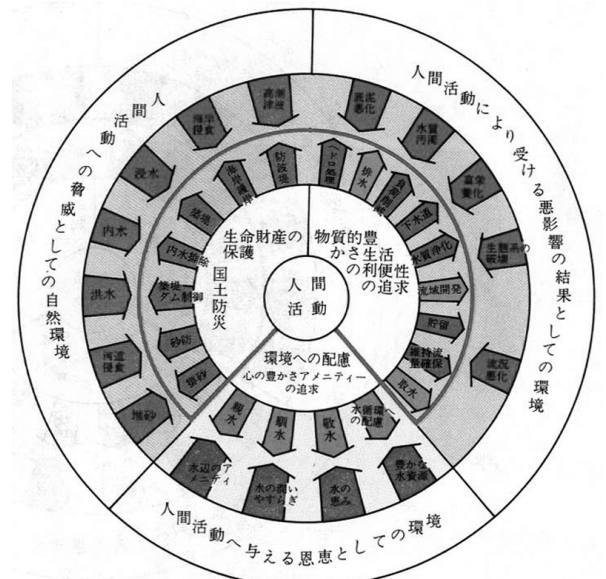 人間活動への脅威としての自然環境
人間活動により受ける悪影響の結果としての環境
人間活動へ与える恩恵としての環境
高潮
津波
海岸
侵食
浸水
内水
洪水
河道
侵食
堆砂
底泥
悪化
水質
汚濁
富栄
養化
生態系の
破壊
流況
悪化
水辺のア
メニティ
水の潤い
やすらぎ
水の
恵み
豊かな
水資源
防波堤
海岸護岸
築堤
内水排除
築堤
ダム制御
砂防
排砂
ヘドロ処理
排水
負荷削減
下水道
水質浄化
流域開発
貯留
維持流
量確保
取水
親水
馴水
敬水
水循環へ
の配慮
生命財産の
保護
国土防災
物質的豊
かさ
の生活
利便性
の追求
環境への配慮
心の豊かさアメニティー
の追求
人間
活動